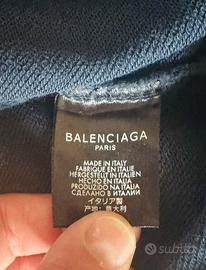 BALENCIAGA
PARIS
MADE IN ITALY
FABRIQUÉ EN ITALIE
HERGESTELLT IN ITALIEN
HECHO EN ITALIA
PRODUZIDO NA ITALIA
СДЕЛАНО В ИТАЛИИ
イタリア製
产地：意大利
subito